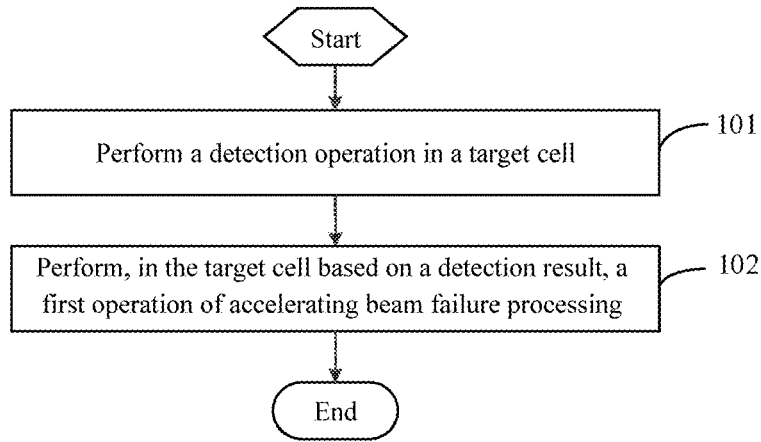 Start
Perform a detection operation in a target cell
101
Perform, in the target cell based on a detection result, a
first operation of accelerating beam failure processing
102
End